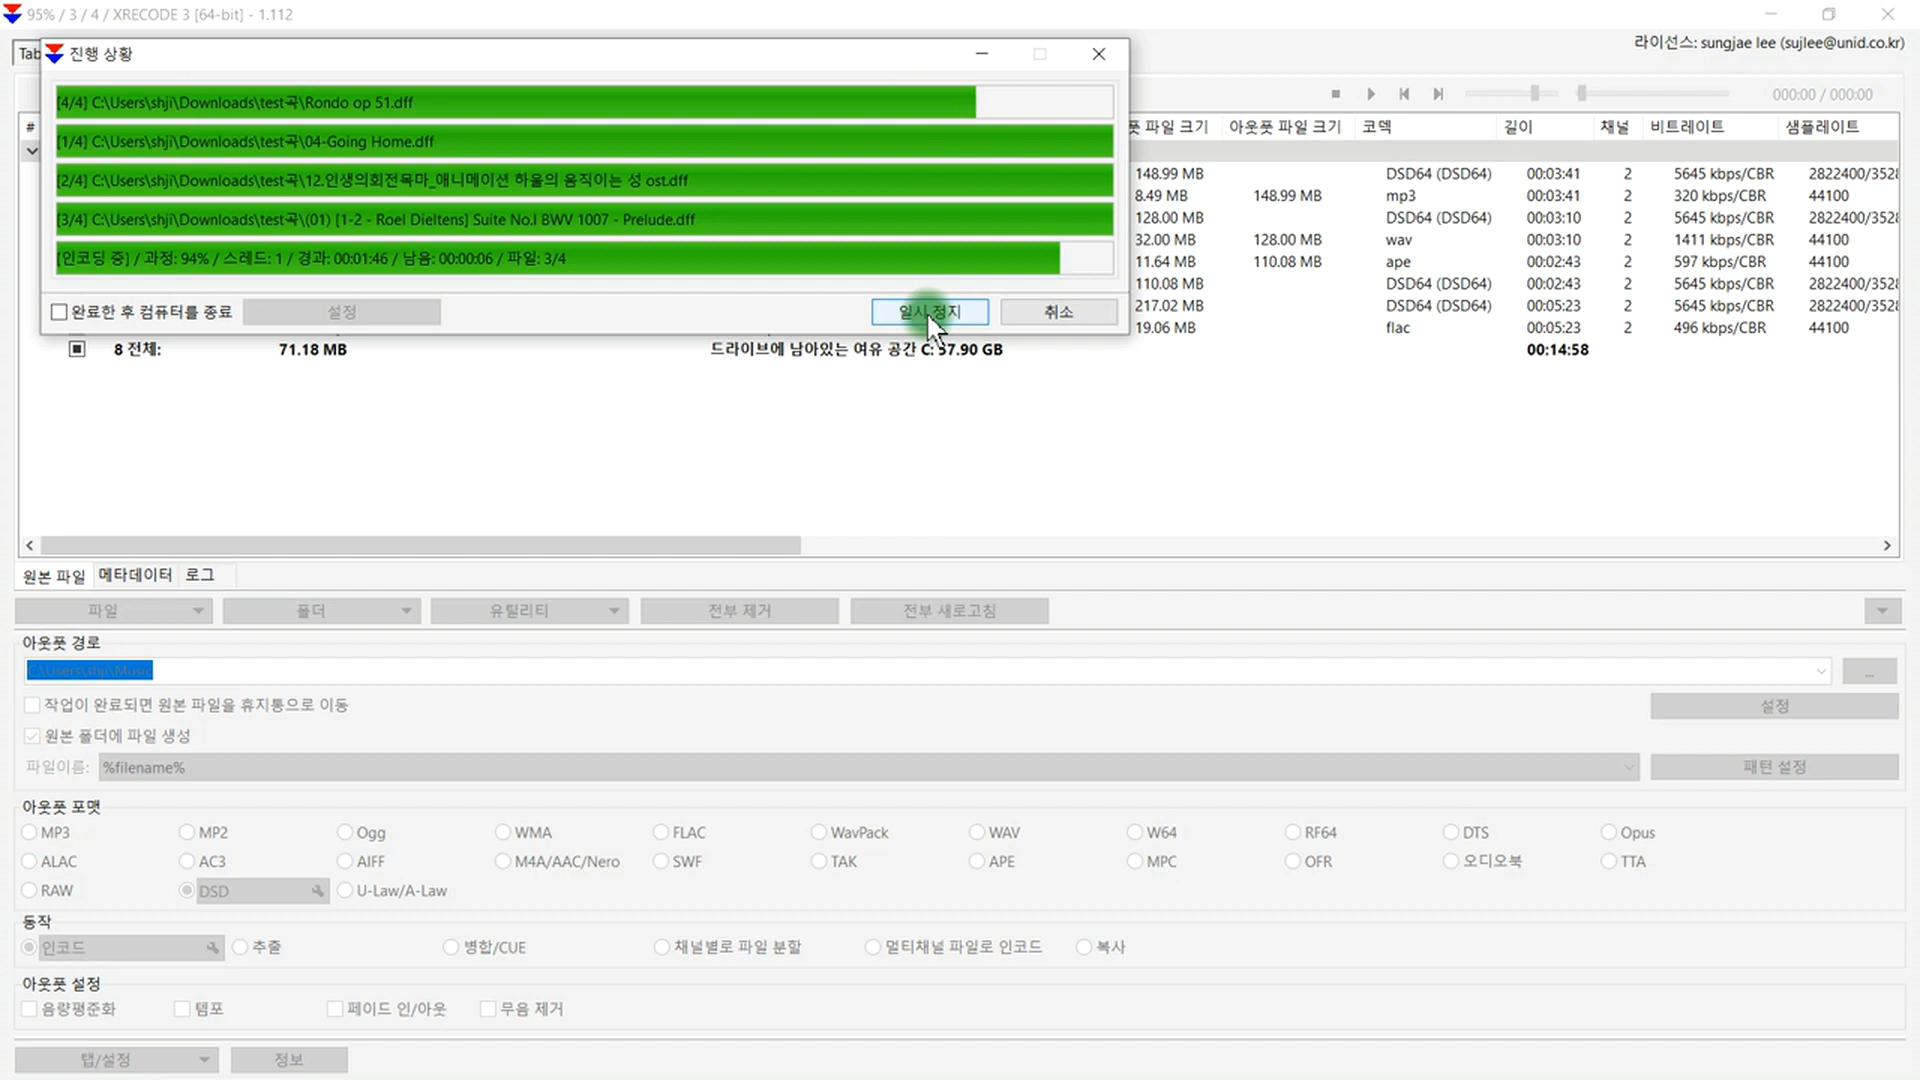 95% / 3 / 4 / XRECODE 3 [64-bit] - 1.112
라이선스: sungjae lee (sujlee@unid.co.kr)
Tab
진행 상황
[4/4] C:\Users\shji\Downloads\test곡\Rondo op 51.dff
[1/4] C:\Users\shji\Downloads\test곡\04-Going Home.dff
[2/4] C:\Users\shji\Downloads\test곡\12.인생의회전목마_애니메이션 하울의 움직이는 성 ost.dff
[3/4] C:\Users\shji\Downloads\test곡\(01) [1-2 - Roel Dieltens] Suite No.I BWV 1007 - Prelude.dff
[인코딩 중] / 과정: 94% / 스레드: 1 / 경과: 00:01:46 / 남음: 00:00:06 / 파일: 3/4
완료한 후 컴퓨터를 종료 설정 일시 정지 취소
000:00 / 000:00
# 풋 파일 크기 아웃풋 파일 크기 코덱 길이 채널 비트레이트 샘플레이트
148.99 MB DSD64 (DSD64) 00:03:41 2 5645 kbps/CBR 2822400/3528
8.49 MB 148.99 MB mp3 00:03:41 2 320 kbps/CBR 44100
128.00 MB DSD64 (DSD64) 00:03:10 2 5645 kbps/CBR 2822400/3528
32.00 MB 128.00 MB wav 00:03:10 2 1411 kbps/CBR 44100
11.64 MB 110.08 MB ape 00:02:43 2 597 kbps/CBR 44100
110.08 MB DSD64 (DSD64) 00:02:43 2 5645 kbps/CBR 2822400/3528
217.02 MB DSD64 (DSD64) 00:05:23 2 5645 kbps/CBR 2822400/3528
19.06 MB flac 00:05:23 2 496 kbps/CBR 44100
8 전체: 71.18 MB 드라이브에 남아있는 여유 공간 C: 37.90 GB 00:14:58
원본 파일 메타데이터 로그
파일 폴더 유틸리티 전부 제거 전부 새로고침
아웃풋 경로
C:\Users\shji\Music
...
작업이 완료되면 원본 파일을 휴지통으로 이동 설정
원본 폴더에 파일 생성
파일이름: %filename% 패턴 설정
아웃풋 포맷
MP3 MP2 Ogg WMA FLAC WavPack WAV W64 RF64 DTS Opus
ALAC AC3 AIFF M4A/AAC/Nero SWF TAK APE MPC OFR 오디오북 TTA
RAW DSD U-Law/A-Law
동작
인코드 추출 병합/CUE 채널별로 파일 분할 멀티채널 파일로 인코드 복사
아웃풋 설정
음량평준화 템포 페이드 인/아웃 무음 제거
탭/설정 정보